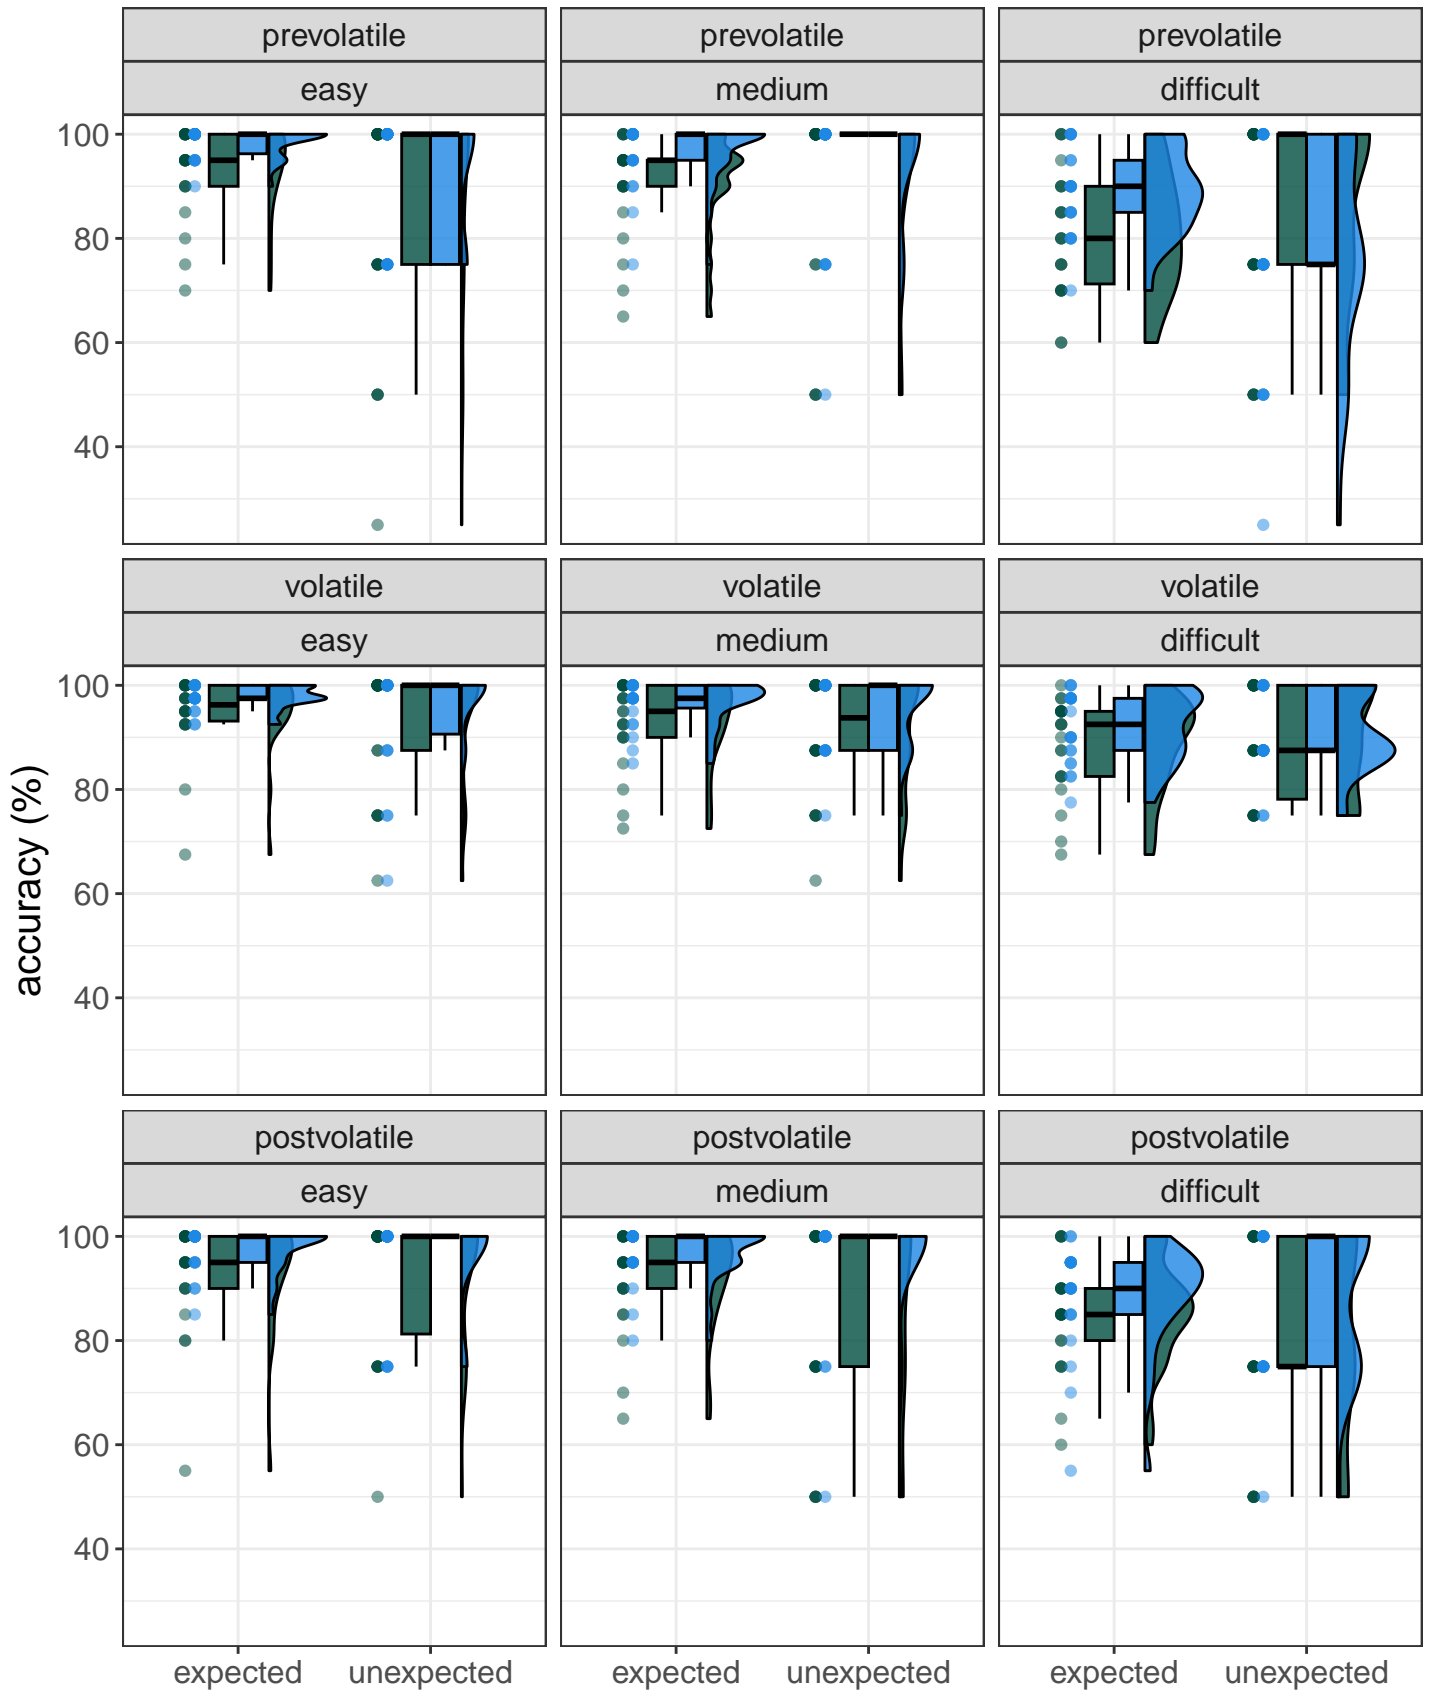 prevolatile prevolatile prevolatile
easy medium difficult
100
80
60
40
volatile volatile volatile
easy medium difficult
100
80
60
40
accuracy (%)
postvolatile postvolatile postvolatile
easy medium difficult
100
80
60
40
expected unexpected expected unexpected expected unexpected